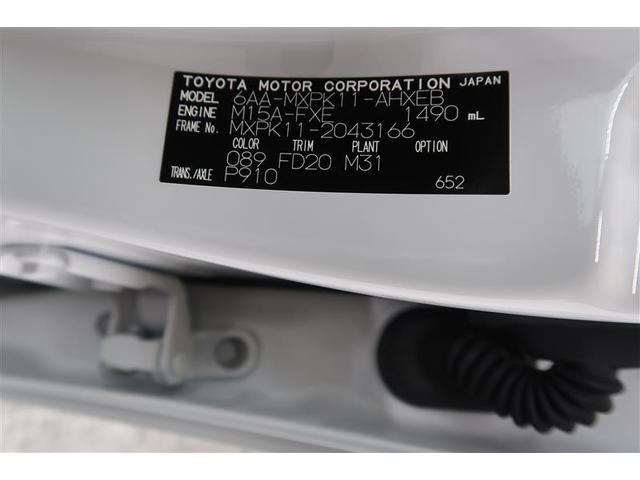 TOYOTA MOTOR CORPORATION JAPAN
MODEL 6AA-MXPK11-AHXEB
ENGINE M15A-FXE 1490 mL
FRAME No. MXPK11-2043166
COLOR TRIM PLANT OPTION
089 FD20 M31
TRANS./AXLE P910
652